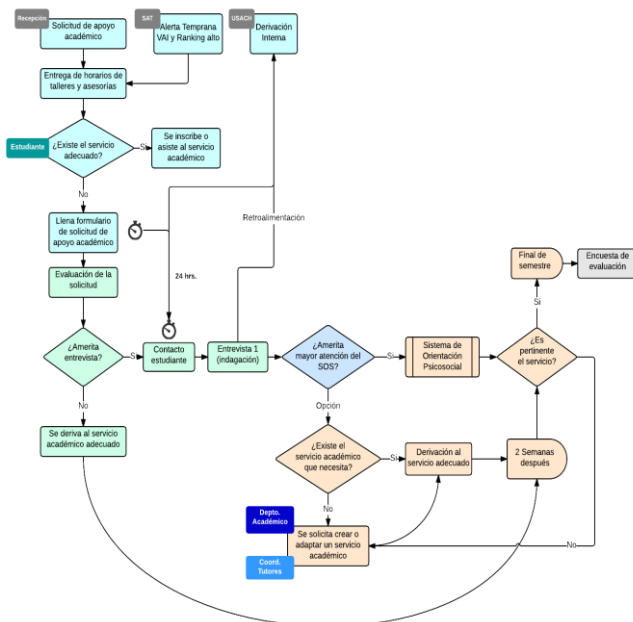 Recepción
Solicitud de apoyo
académico
SAT
Alerta Temprana
VAI y Ranking alto
USACH
Derivación
Interna
Entrega de horarios de
talleres y asesorías
Estudiante
¿Existe el servicio
adecuado?
Si
Se inscribe o
asiste al servicio
académico
No
Llena formulario
de solicitud de
apoyo académico
Retroalimentación
24 hrs.
Evaluación de la
solicitud
¿Amerita
entrevista?
Si
Contacto
estudiante
Entrevista 1
(indagación)
¿Amerita
mayor atención del
SOS?
Si
Sistema de
Orientación
Psicosocial
¿Es
pertinente
el servicio?
Si
Final de
semestre
Encuesta de
evaluación
No
Se deriva al servicio
académico adecuado
Opción
¿Existe el
servicio académico
que necesita?
Si
Derivación al
servicio adecuado
2 Semanas
después
No
Depto.
Académico
Se solicita crear o
adaptar un servicio
académico
Coord.
Tutores
No